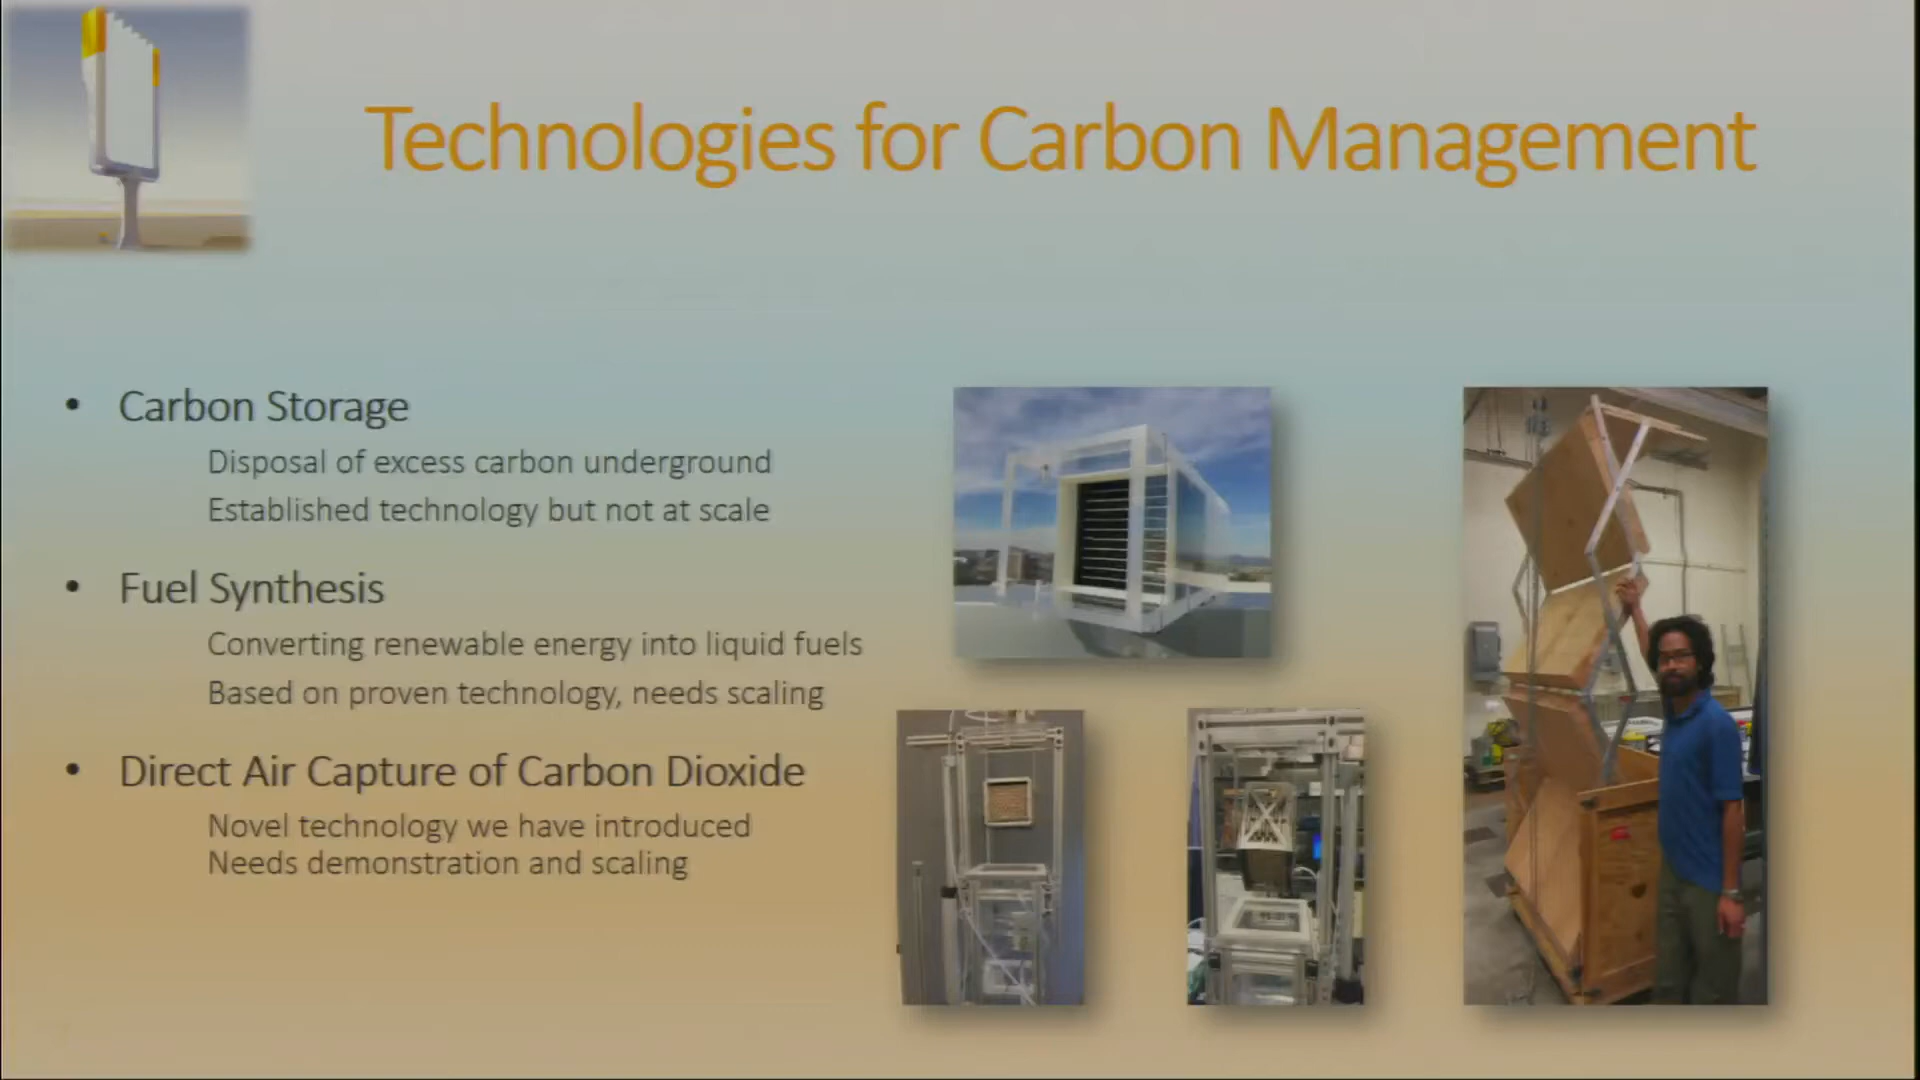 Technologies for Carbon Management
• Carbon Storage
Disposal of excess carbon underground
Established technology but not at scale
• Fuel Synthesis
Converting renewable energy into liquid fuels
Based on proven technology, needs scaling
• Direct Air Capture of Carbon Dioxide
Novel technology we have introduced
Needs demonstration and scaling